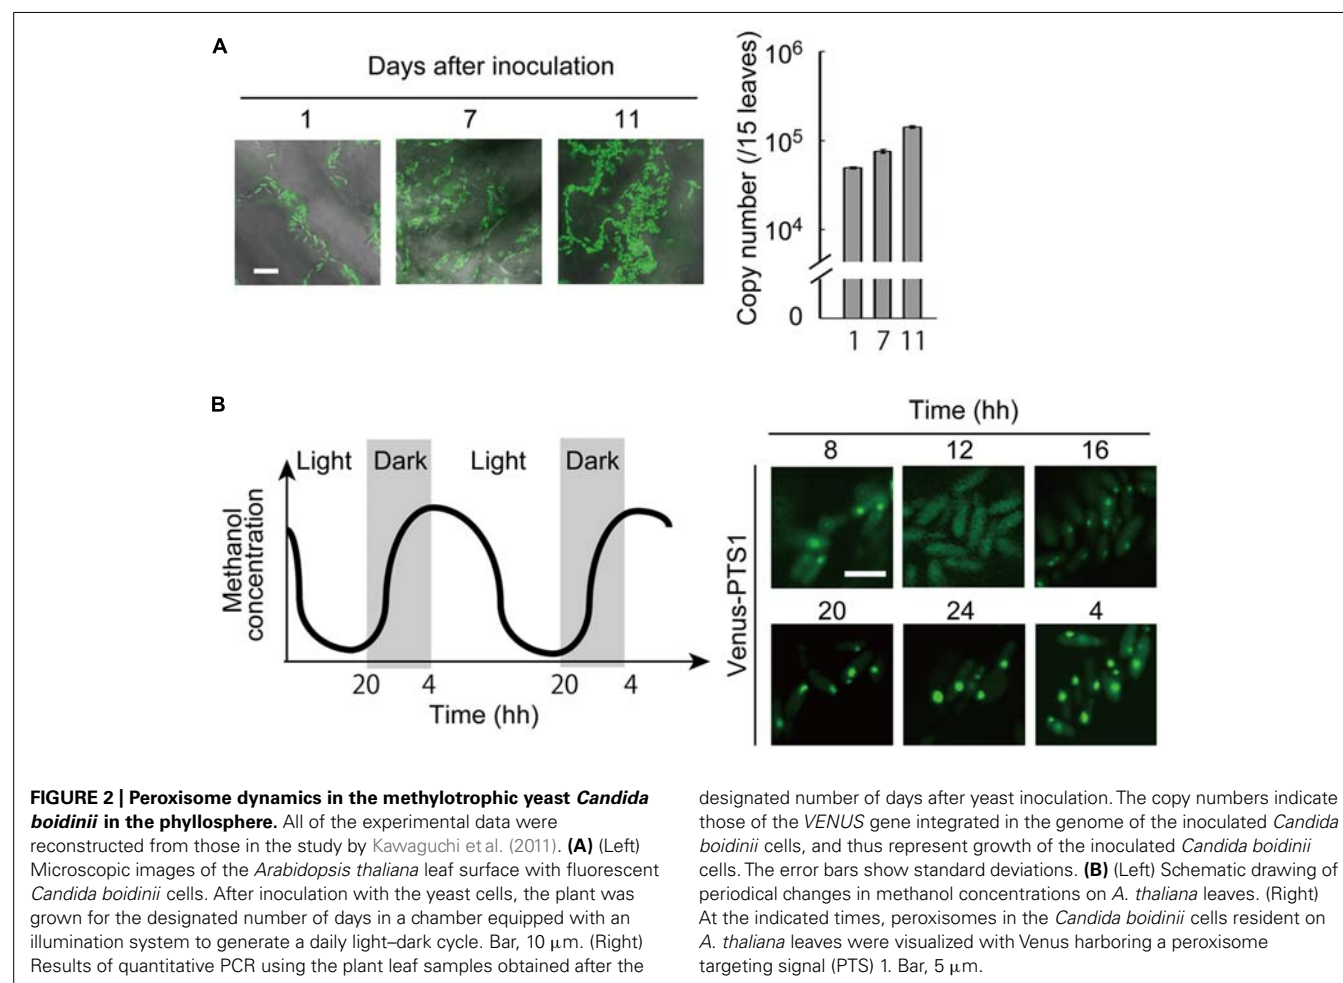 A
Days after inoculation
1 7 11
Copy number (/15 leaves)
10⁶
10⁵
10⁴
0
1 7 11
B
Light Dark Light Dark
Methanol
concentration
20 4 20 4
Time (hh)
Time (hh)
8 12 16
Venus-PTS1
20 24 4
FIGURE 2 | Peroxisome dynamics in the methylotrophic yeast Candida
boidinii in the phyllosphere. All of the experimental data were
reconstructed from those in the study by Kawaguchi et al. (2011). (A) (Left)
Microscopic images of the Arabidopsis thaliana leaf surface with fluorescent
Candida boidinii cells. After inoculation with the yeast cells, the plant was
grown for the designated number of days in a chamber equipped with an
illumination system to generate a daily light–dark cycle. Bar, 10 μm. (Right)
Results of quantitative PCR using the plant leaf samples obtained after the
designated number of days after yeast inoculation. The copy numbers indicate
those of the VENUS gene integrated in the genome of the inoculated Candida
boidinii cells, and thus represent growth of the inoculated Candida boidinii
cells. The error bars show standard deviations. (B) (Left) Schematic drawing of
periodical changes in methanol concentrations on A. thaliana leaves. (Right)
At the indicated times, peroxisomes in the Candida boidinii cells resident on
A. thaliana leaves were visualized with Venus harboring a peroxisome
targeting signal (PTS) 1. Bar, 5 μm.